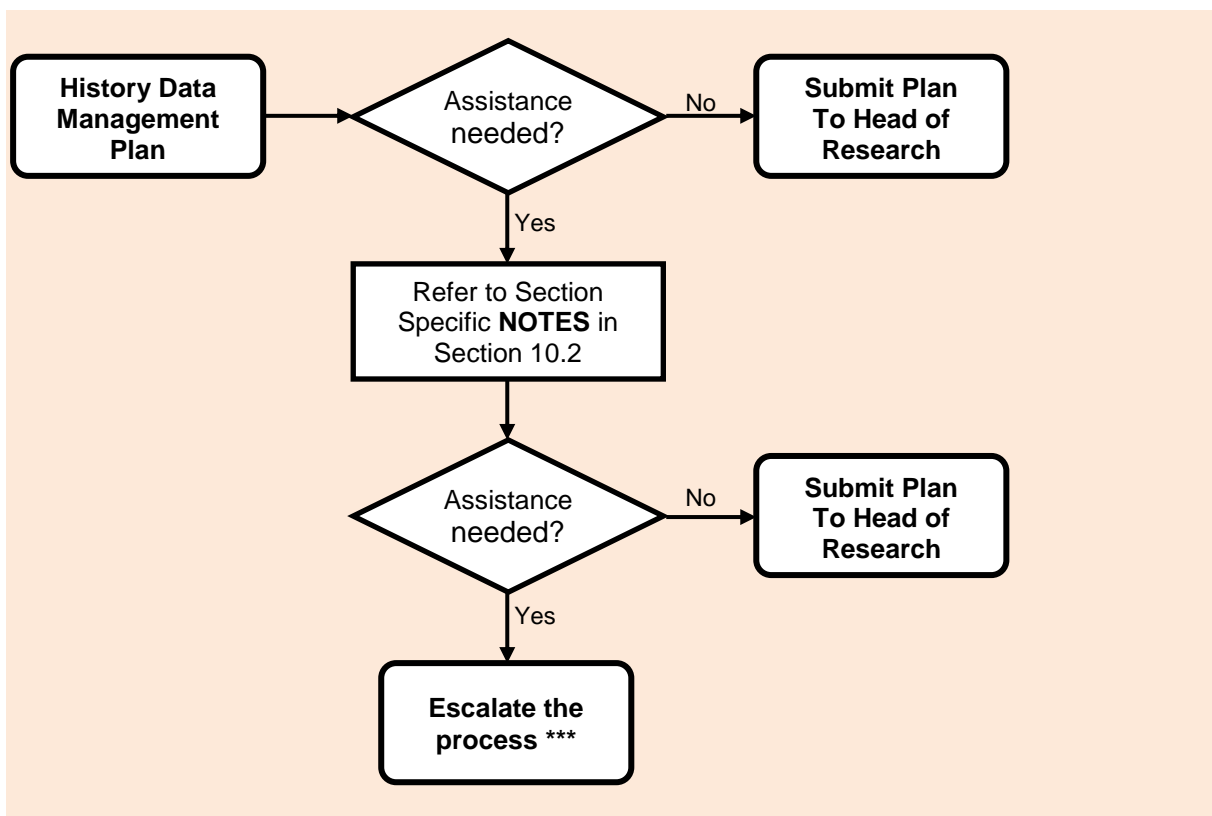 History Data
Management
Plan
Assistance
needed?
No
Submit Plan
To Head of
Research
Yes
Refer to Section
Specific NOTES in
Section 10.2
Assistance
needed?
No
Submit Plan
To Head of
Research
Yes
Escalate the
process ***